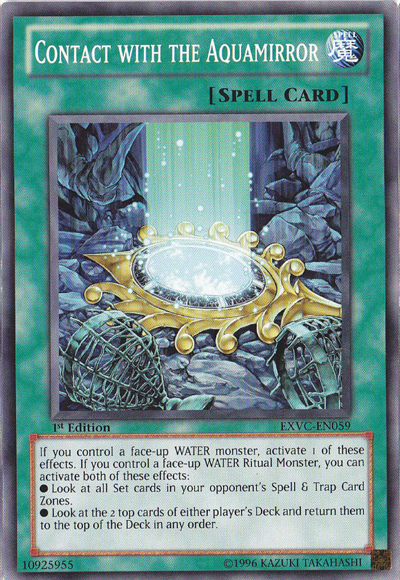 CONTACT WITH THE AQUAMIRROR
SPELL
魔
[SPELL CARD]
1st Edition
EXVC-EN059
If you control a face-up WATER monster, activate 1 of these
effects. If you control a face-up WATER Ritual Monster, you can
activate both of these effects:
●Look at all Set cards in your opponent's Spell & Trap Card
Zones.
●Look at the 2 top cards of either player's Deck and return them
to the top of the Deck in any order.
10925955
©1996 KAZUKI TAKAHASHI